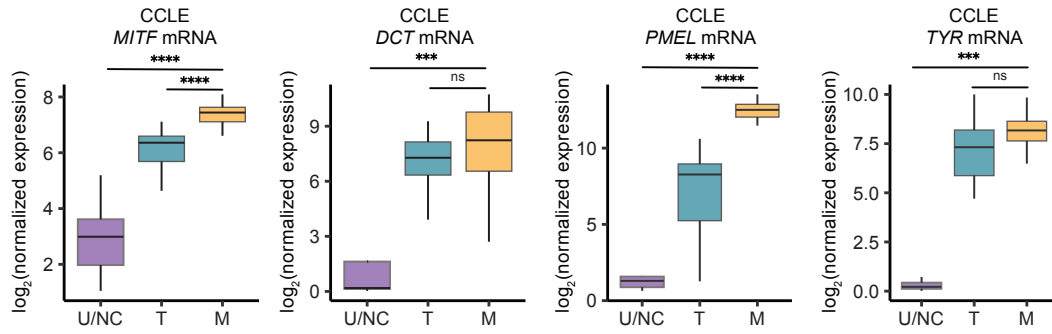 CCLE
MITF mRNA
****
****
log2(normalized expression)
8
6
4
2
U/NC T M
CCLE
DCT mRNA
***
ns
log2(normalized expression)
9
6
3
0
U/NC T M
CCLE
PMEL mRNA
****
****
log2(normalized expression)
10
5
0
U/NC T M
CCLE
TYR mRNA
***
ns
log2(normalized expression)
10.0
7.5
5.0
2.5
0.0
U/NC T M